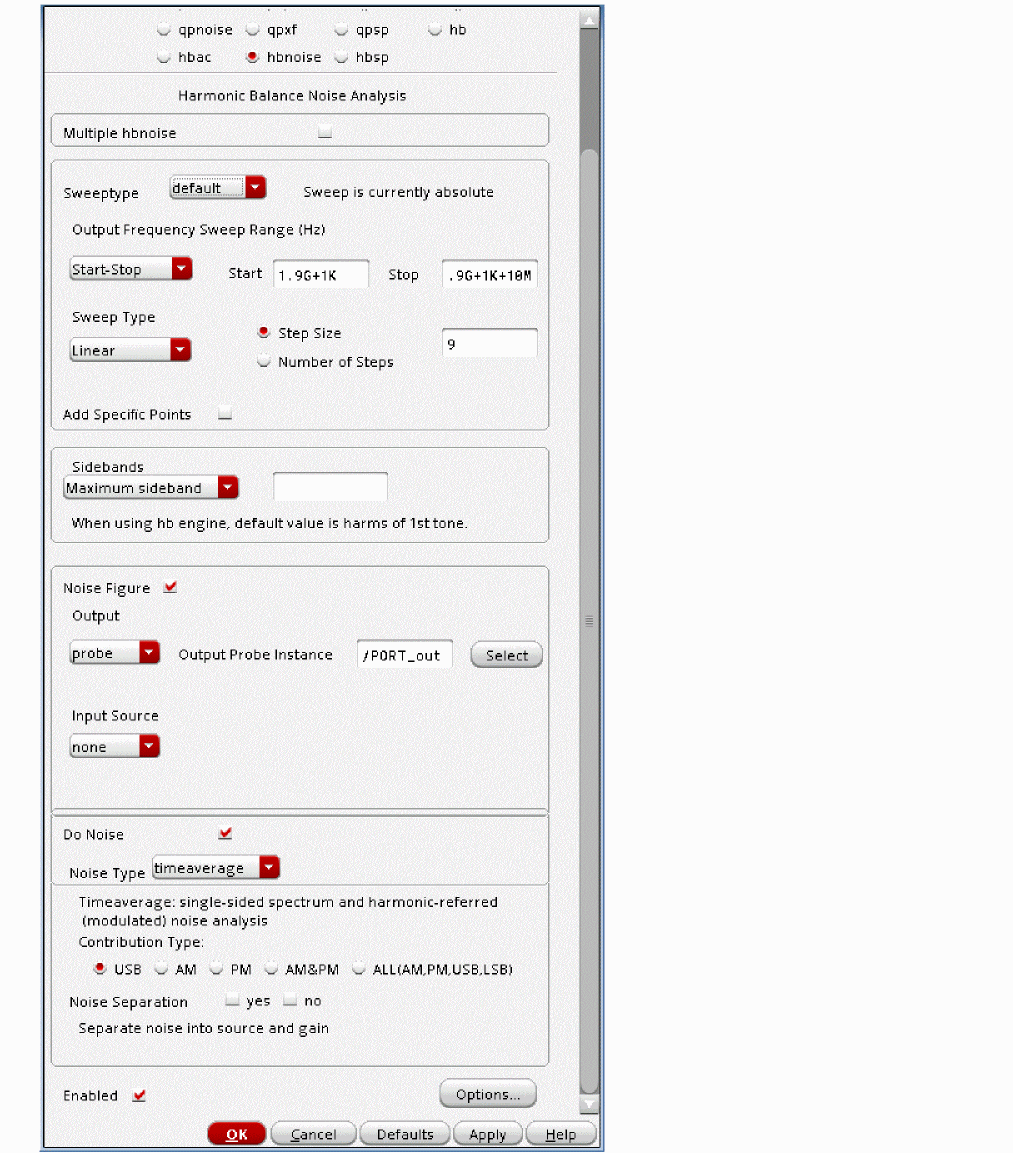 qpnoise qpxf qpsp hb
hbac hbnoise hbsp
Harmonic Balance Noise Analysis
Multiple hbnoise
Sweeptype default Sweep is currently absolute
Output Frequency Sweep Range (Hz)
Start-Stop Start 1.9G+1K Stop .9G+1K+10M
Sweep Type
Linear
Step Size
Number of Steps
9
Add Specific Points
Sidebands
Maximum sideband
When using hb engine, default value is harms of 1st tone.
Noise Figure
Output
probe Output Probe Instance /PORT_out Select
Input Source
none
Do Noise
Noise Type timeaverage
Timeaverage: single-sided spectrum and harmonic-referred
(modulated) noise analysis
Contribution Type:
USB AM PM AM&PM ALL(AM,PM,USB,LSB)
Noise Separation yes no
Separate noise into source and gain
Enabled Options...
OK Cancel Defaults Apply Help